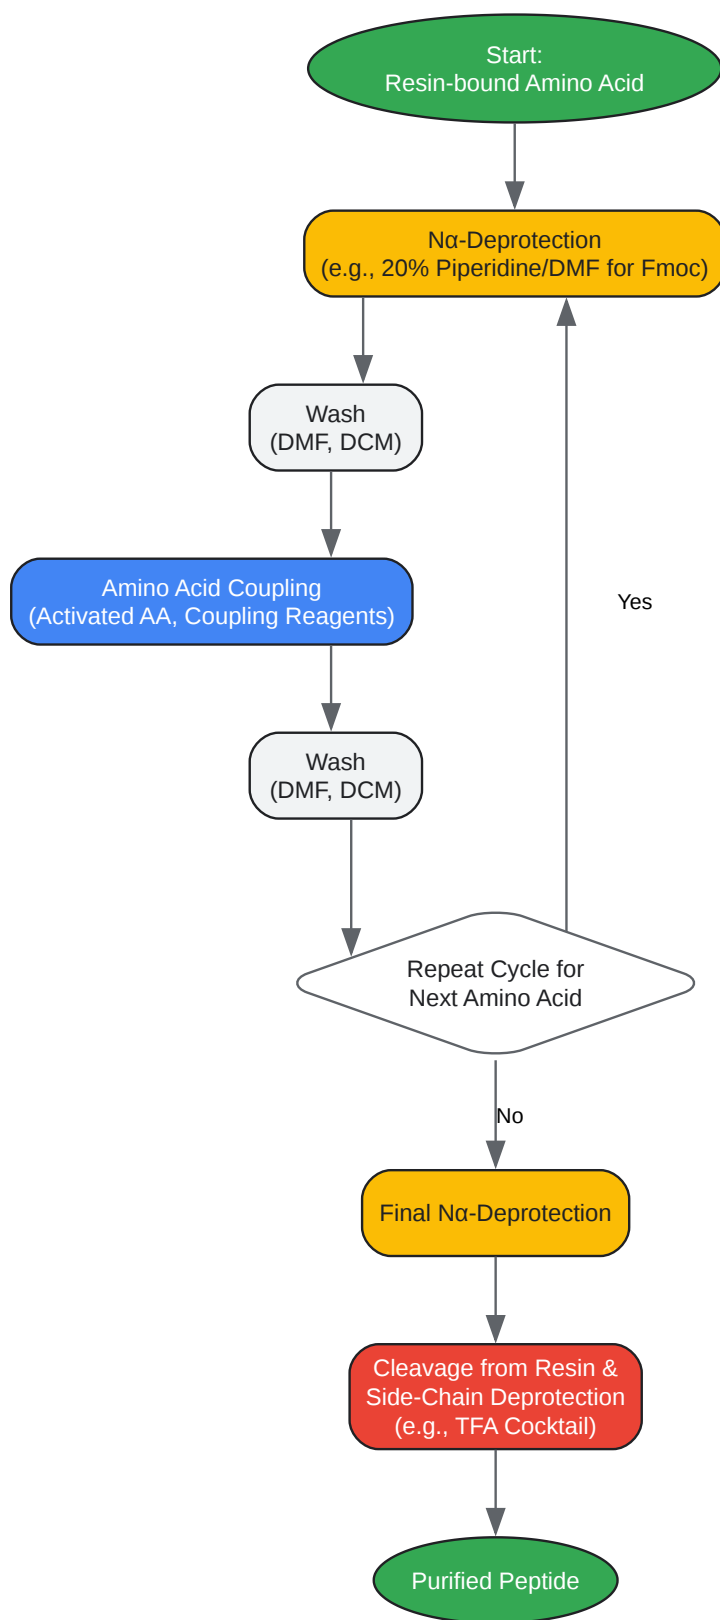 Start:
Resin-bound Amino Acid
Nα-Deprotection
(e.g., 20% Piperidine/DMF for Fmoc)
Wash
(DMF, DCM)
Amino Acid Coupling
(Activated AA, Coupling Reagents)
Yes
Wash
(DMF, DCM)
Repeat Cycle for
Next Amino Acid
No
Final Nα-Deprotection
Cleavage from Resin &
Side-Chain Deprotection
(e.g., TFA Cocktail)
Purified Peptide